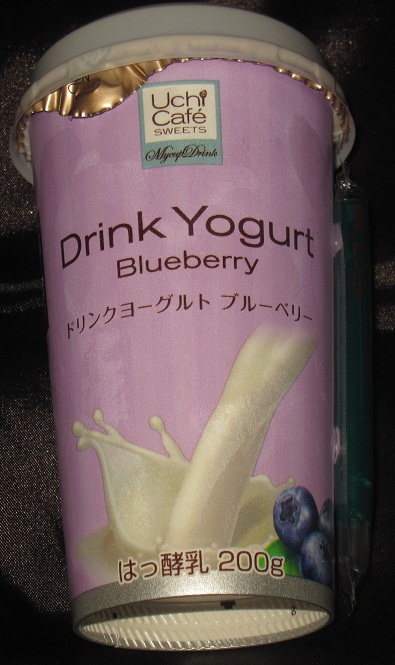 Uchi
Café
SWEETS
MycupDrink
Drink Yogurt
Blueberry
ドリンクヨーグルト ブルーベリー
はっ酵乳 200g